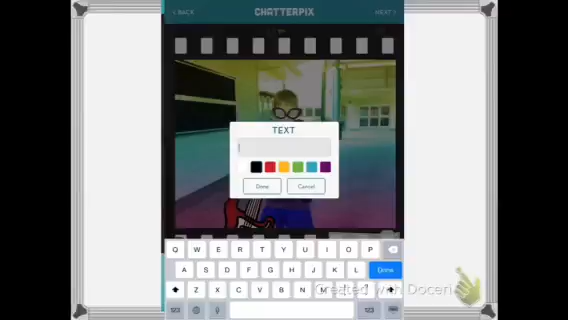 < BACK
CHATTERPIX
NEXT >
TEXT
Done
Cancel
Q W E R T Y U I O P
A S D F G H J K L Done
Z X C V B N M
123 123
Created with Doceri